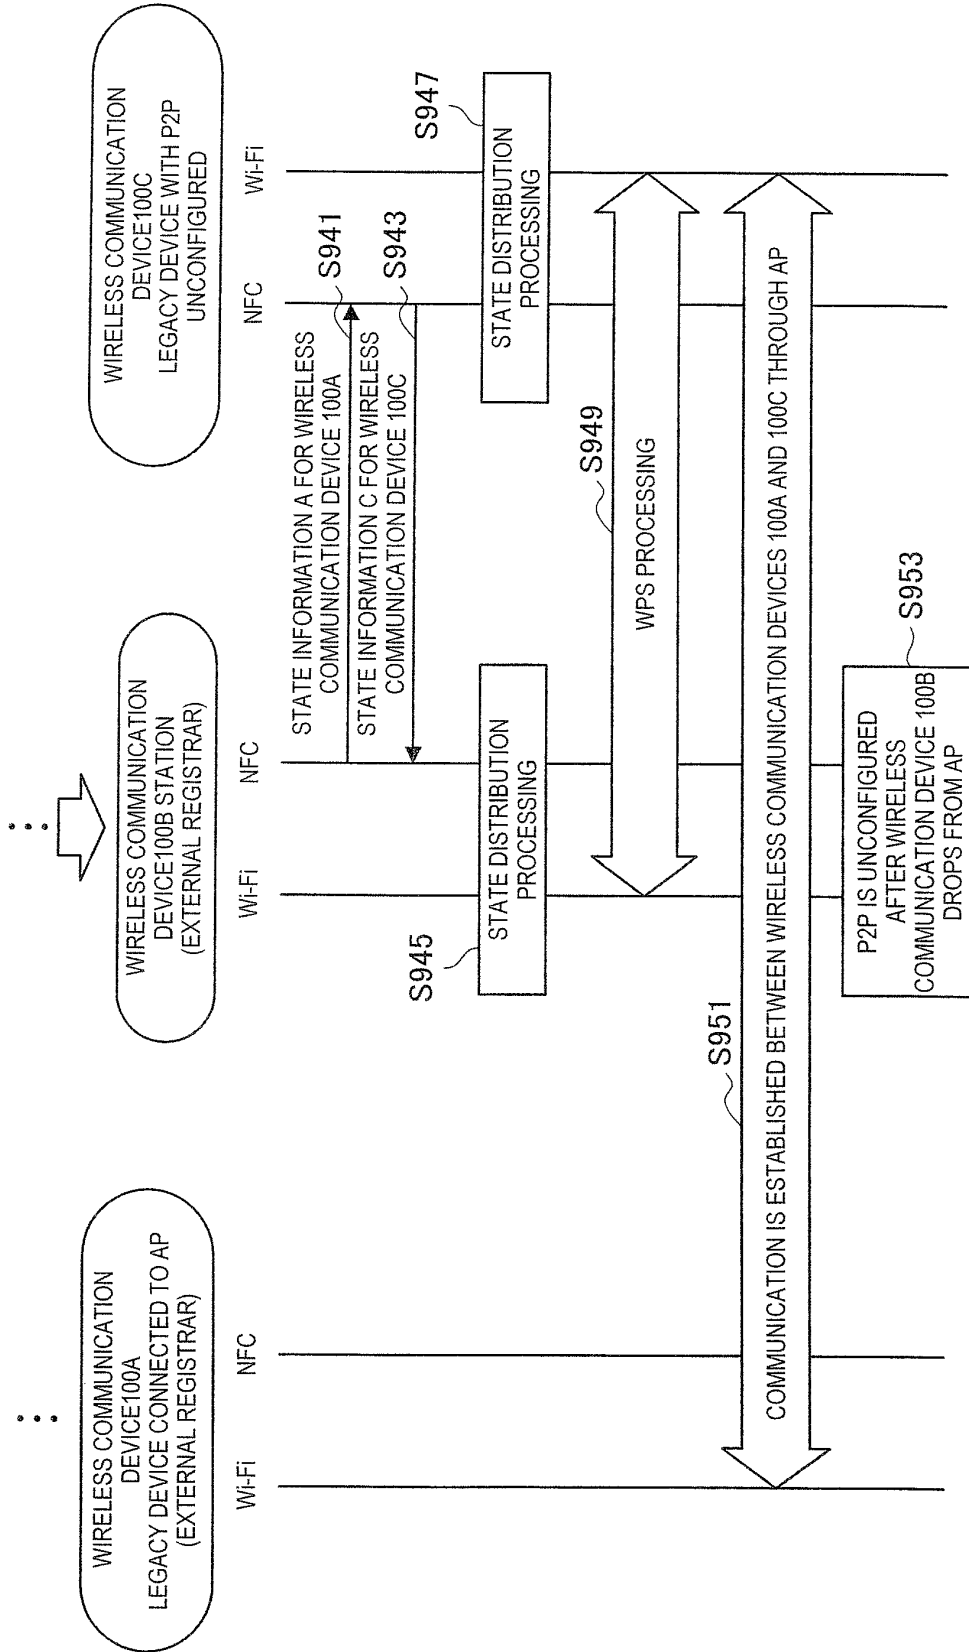 WIRELESS COMMUNICATION
DEVICE100A
LEGACY DEVICE CONNECTED TO AP
(EXTERNAL REGISTRAR)
Wi-Fi
NFC
WIRELESS COMMUNICATION
DEVICE100B STATION
(EXTERNAL REGISTRAR)
Wi-Fi
NFC
WIRELESS COMMUNICATION
DEVICE100C
LEGACY DEVICE WITH P2P
UNCONFIGURED
NFC
Wi-Fi
STATE INFORMATION A FOR WIRELESS
COMMUNICATION DEVICE 100A
S941
STATE INFORMATION C FOR WIRELESS
COMMUNICATION DEVICE 100C
S943
S945
STATE DISTRIBUTION
PROCESSING
S947
STATE DISTRIBUTION
PROCESSING
S949
WPS PROCESSING
S951
COMMUNICATION IS ESTABLISHED BETWEEN WIRELESS COMMUNICATION DEVICES 100A AND 100C THROUGH AP
S953
P2P IS UNCONFIGURED
AFTER WIRELESS
COMMUNICATION DEVICE 100B
DROPS FROM AP